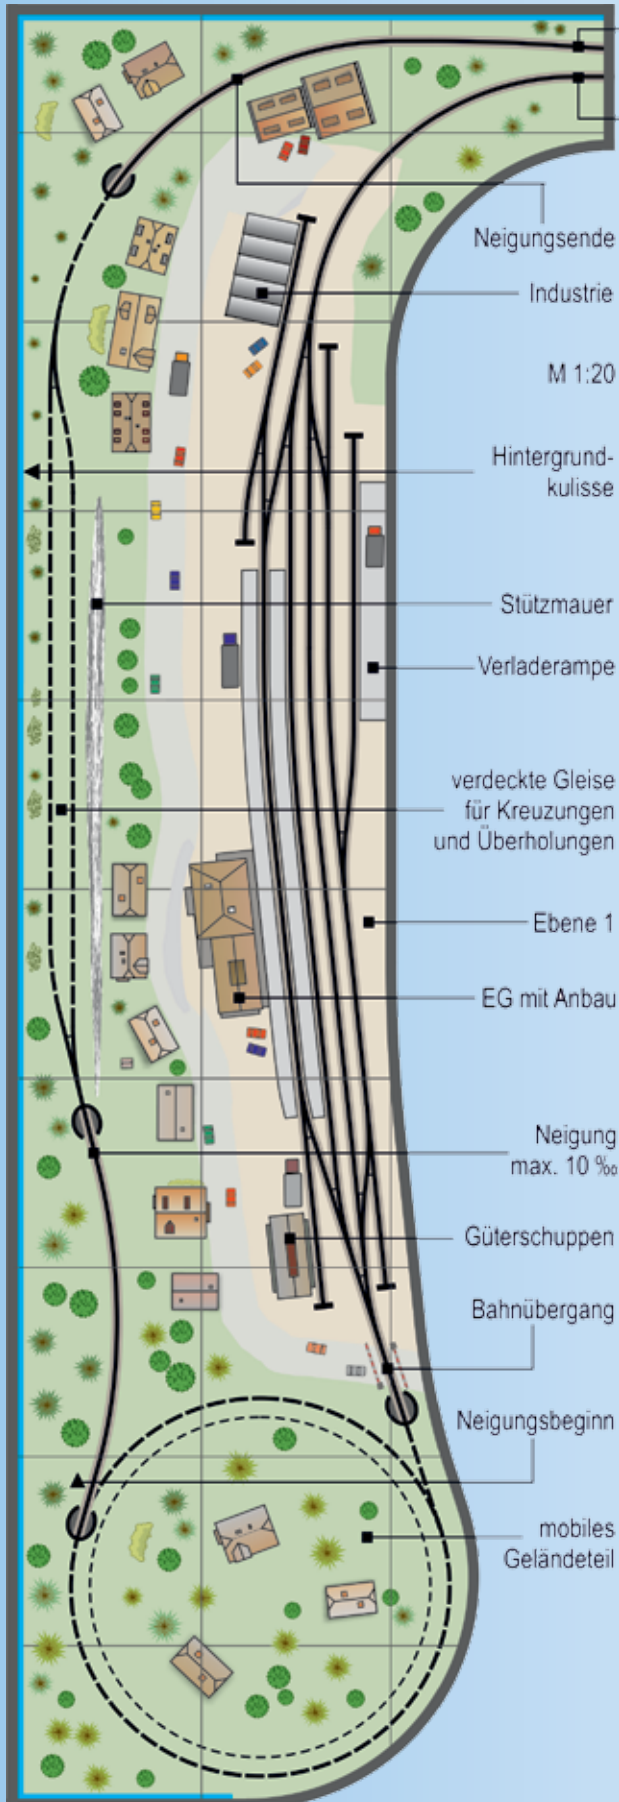 Neigungsende
Industrie
M 1:20
Hintergrund-
kulisse
Stützmauer
Verladerampe
verdeckte Gleise
für Kreuzungen
und Überholungen
Ebene 1
EG mit Anbau
Neigung
max. 10 ‰
Güterschuppen
Bahnübergang
Neigungsbeginn
mobiles
Geländeteil